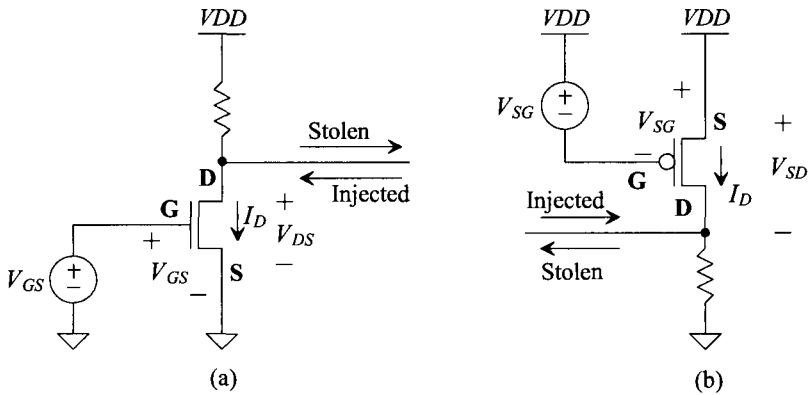 VDD
Stolen
D
Injected
G
I_D
+
V_DS
−
+
V_GS
−
S
V_GS
+
−
(a)
VDD
VDD
V_SG
+
−
V_SG
+
−
S
G
I_D
D
+
V_SD
−
Injected
Stolen
(b)